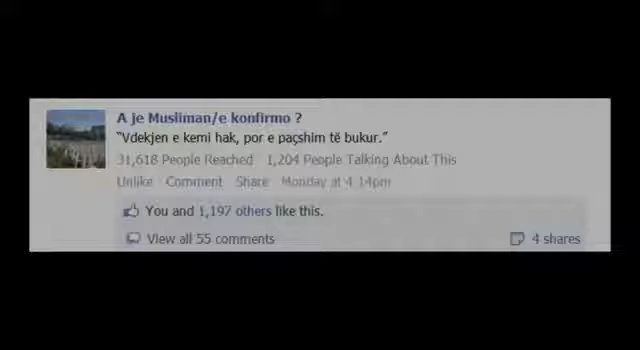 A je Musliman/e konfirmo ?
“Vdekjen e kemi hak, por e paçshim të bukur.”
31,618 People Reached · 1,204 People Talking About This
Unlike · Comment · Share · Monday at 4:14pm
You and 1,197 others like this.
View all 55 comments
4 shares